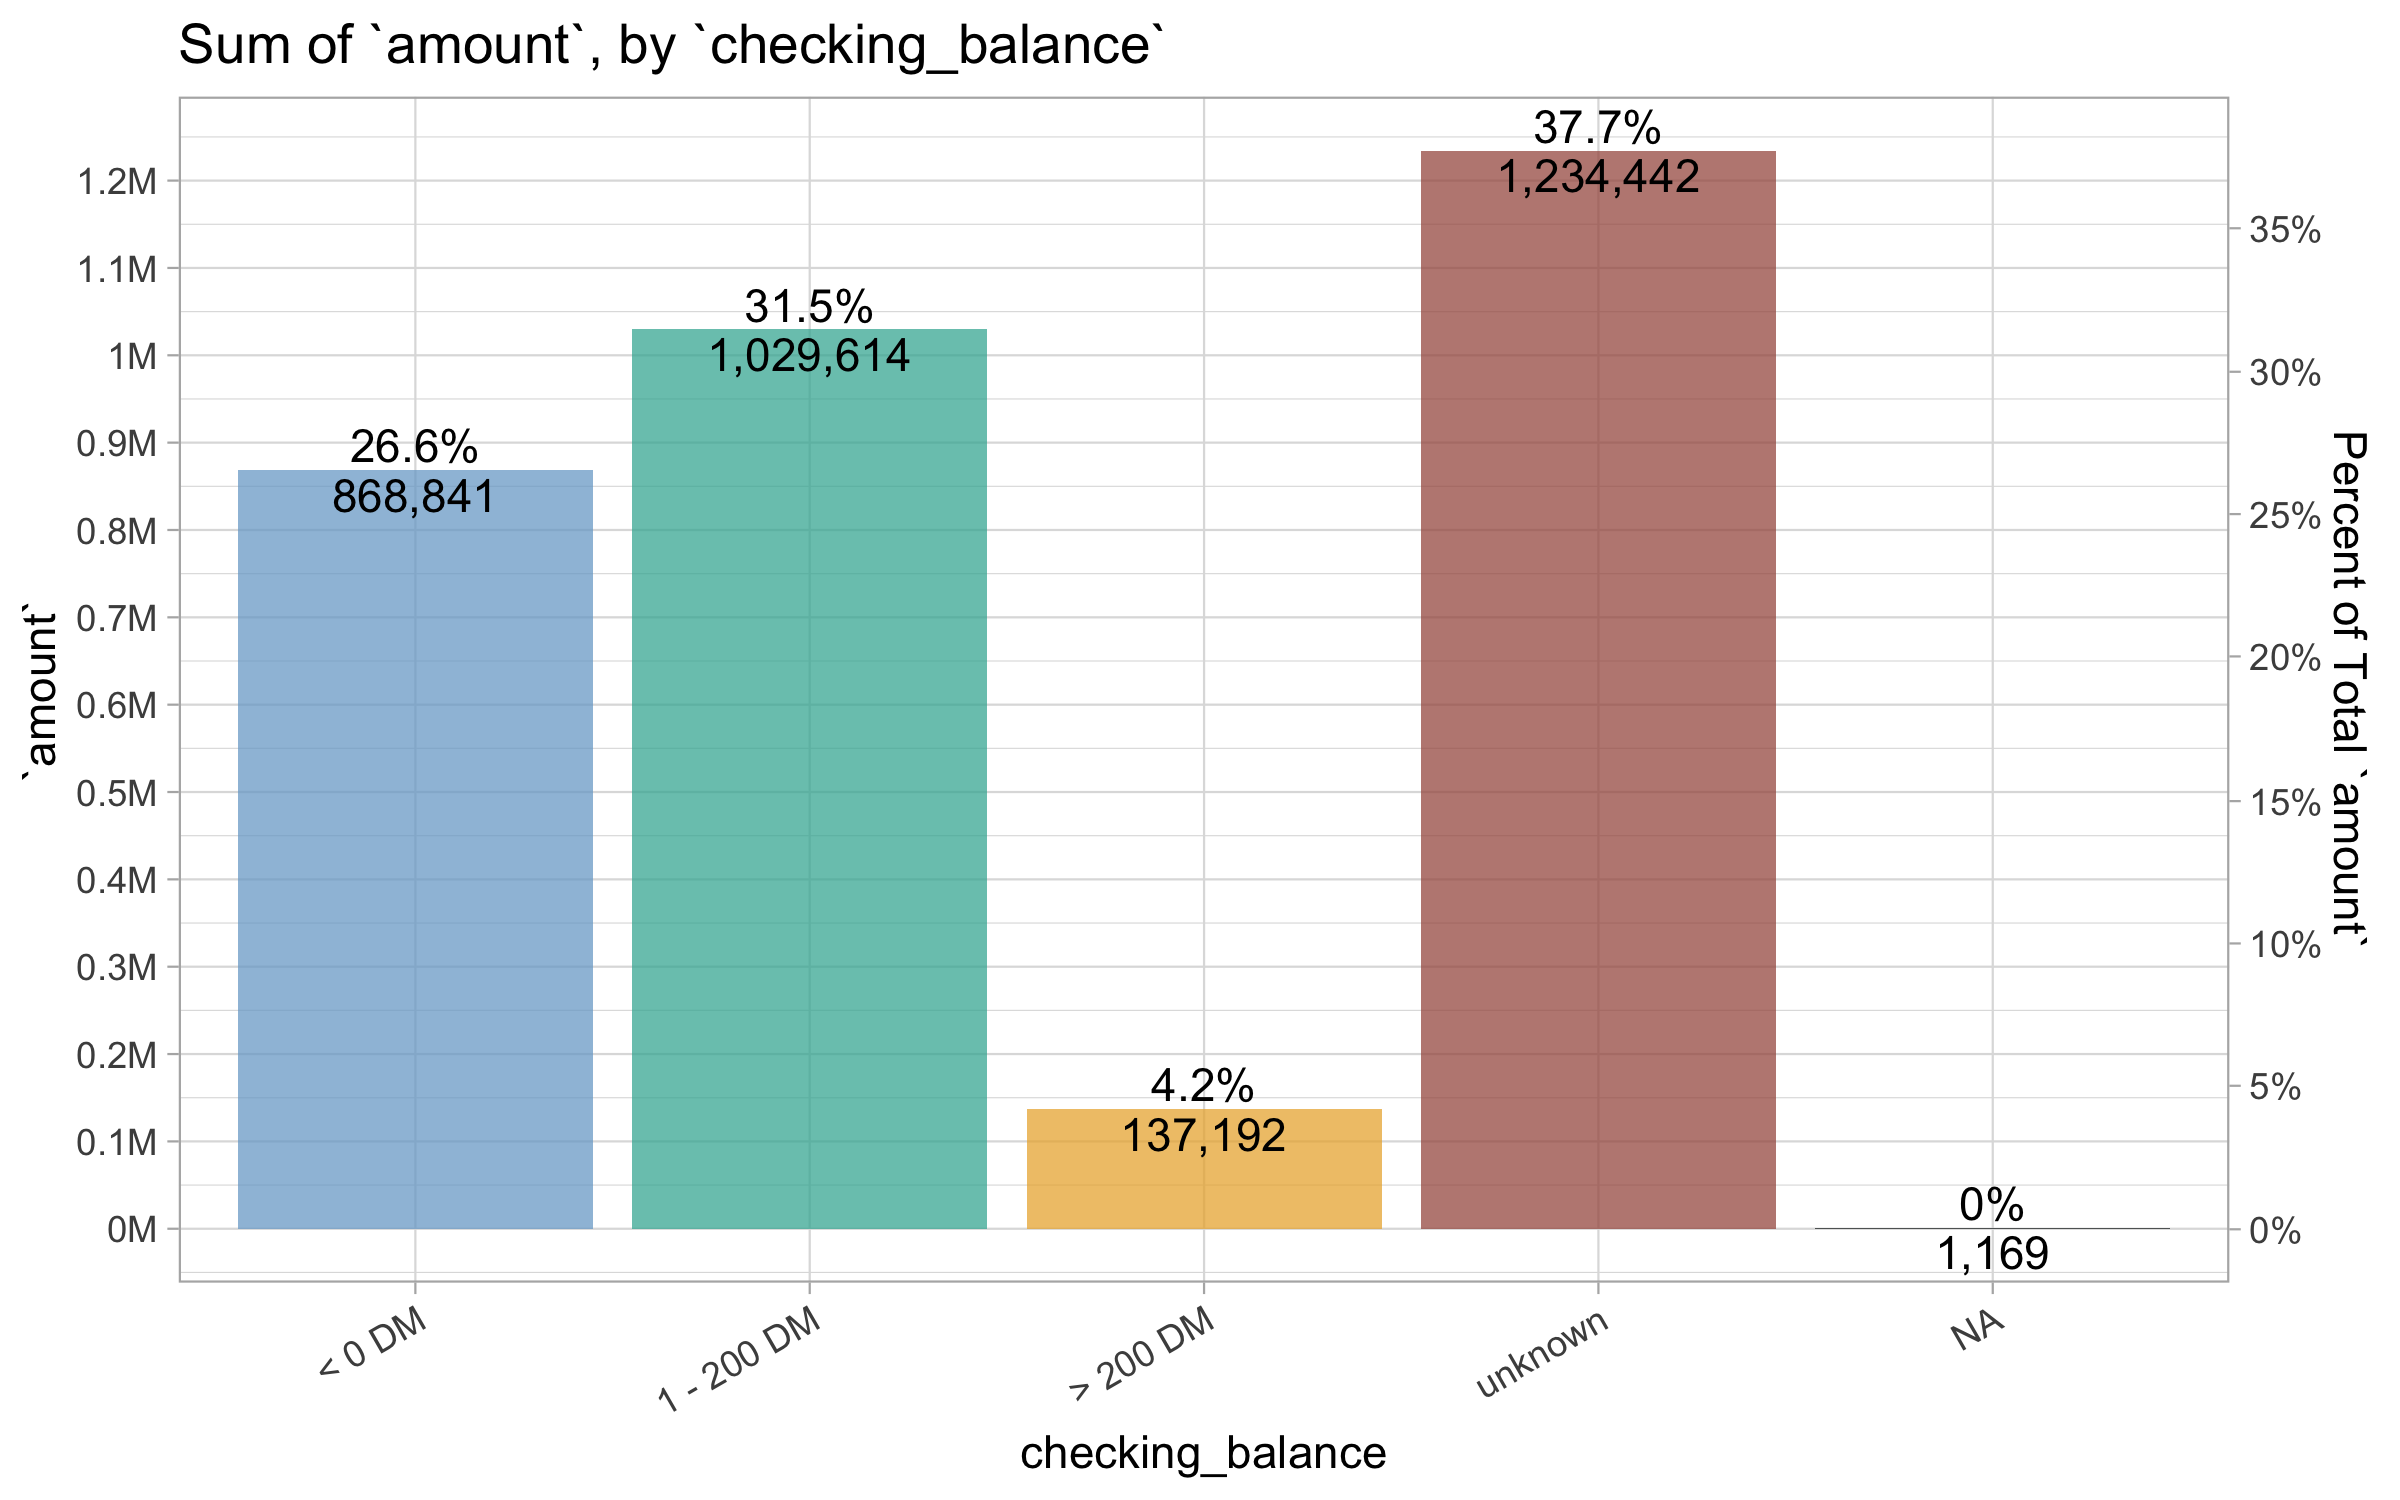 Sum of `amount`, by `checking_balance`
`amount`
1.2M
1.1M
1M
0.9M
0.8M
0.7M
0.6M
0.5M
0.4M
0.3M
0.2M
0.1M
0M
26.6%
868,841
31.5%
1,029,614
4.2%
137,192
37.7%
1,234,442
0%
1,169
35%
30%
25%
20%
15%
10%
5%
0%
Percent of Total `amount`
< 0 DM
1 - 200 DM
> 200 DM
unknown
NA
checking_balance